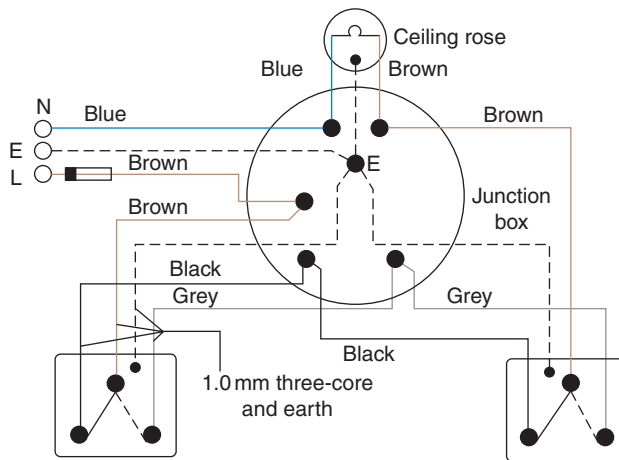 Ceiling rose
Blue
Brown
N
Blue
Brown
E
E
Brown
L
Brown
Junction
box
Black
Grey
Grey
Black
1.0 mm three-core
and earth